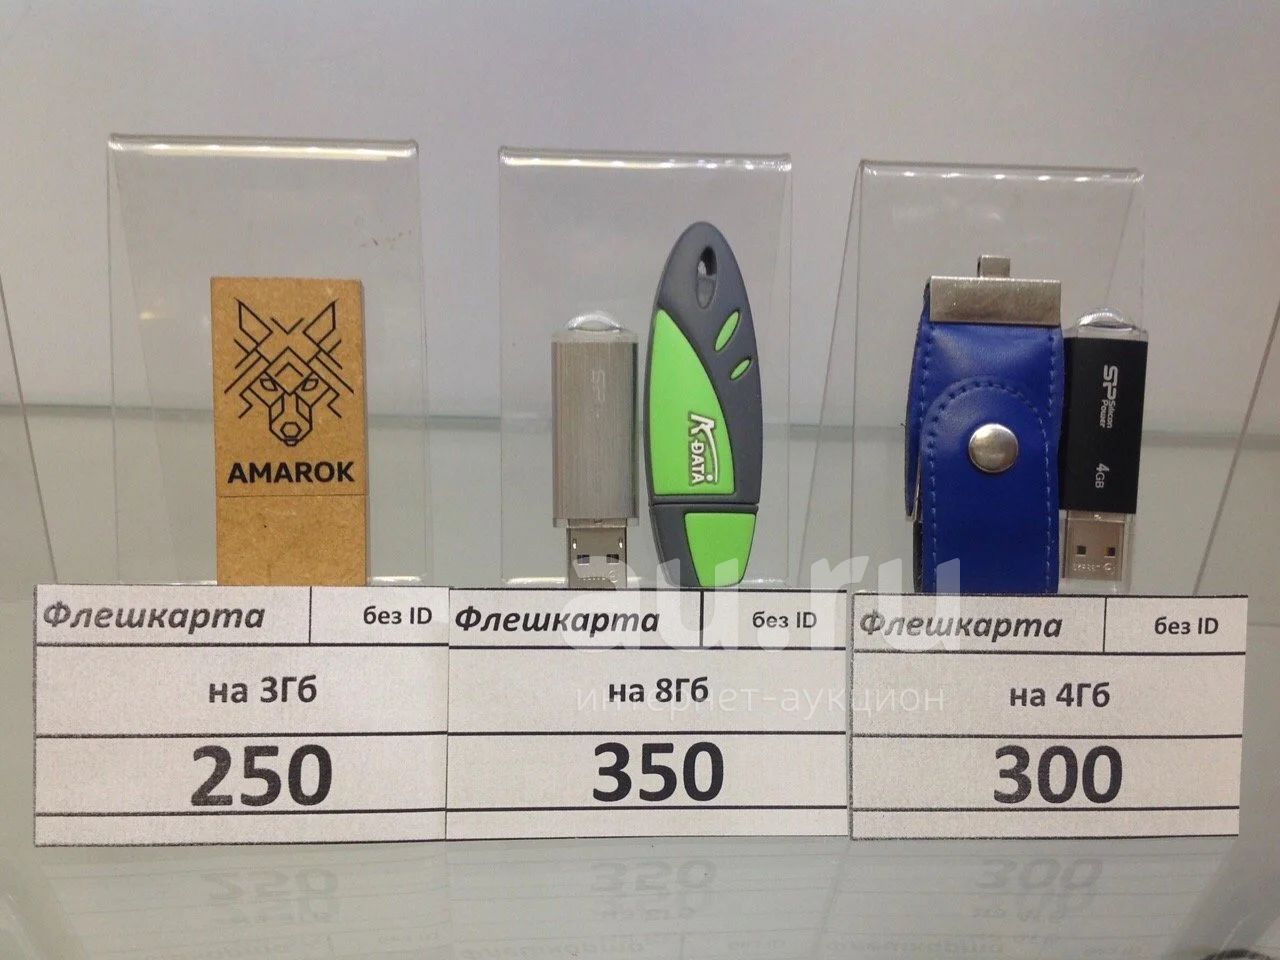 AMAROK
SP
A-DATA
SP Silicon Power
4GB
Флешкарта без ID
на 3Гб
250
Флешкарта без ID
на 8Гб
350
Флешкарта без ID
на 4Гб
300
au.ru
интернет-аукцион